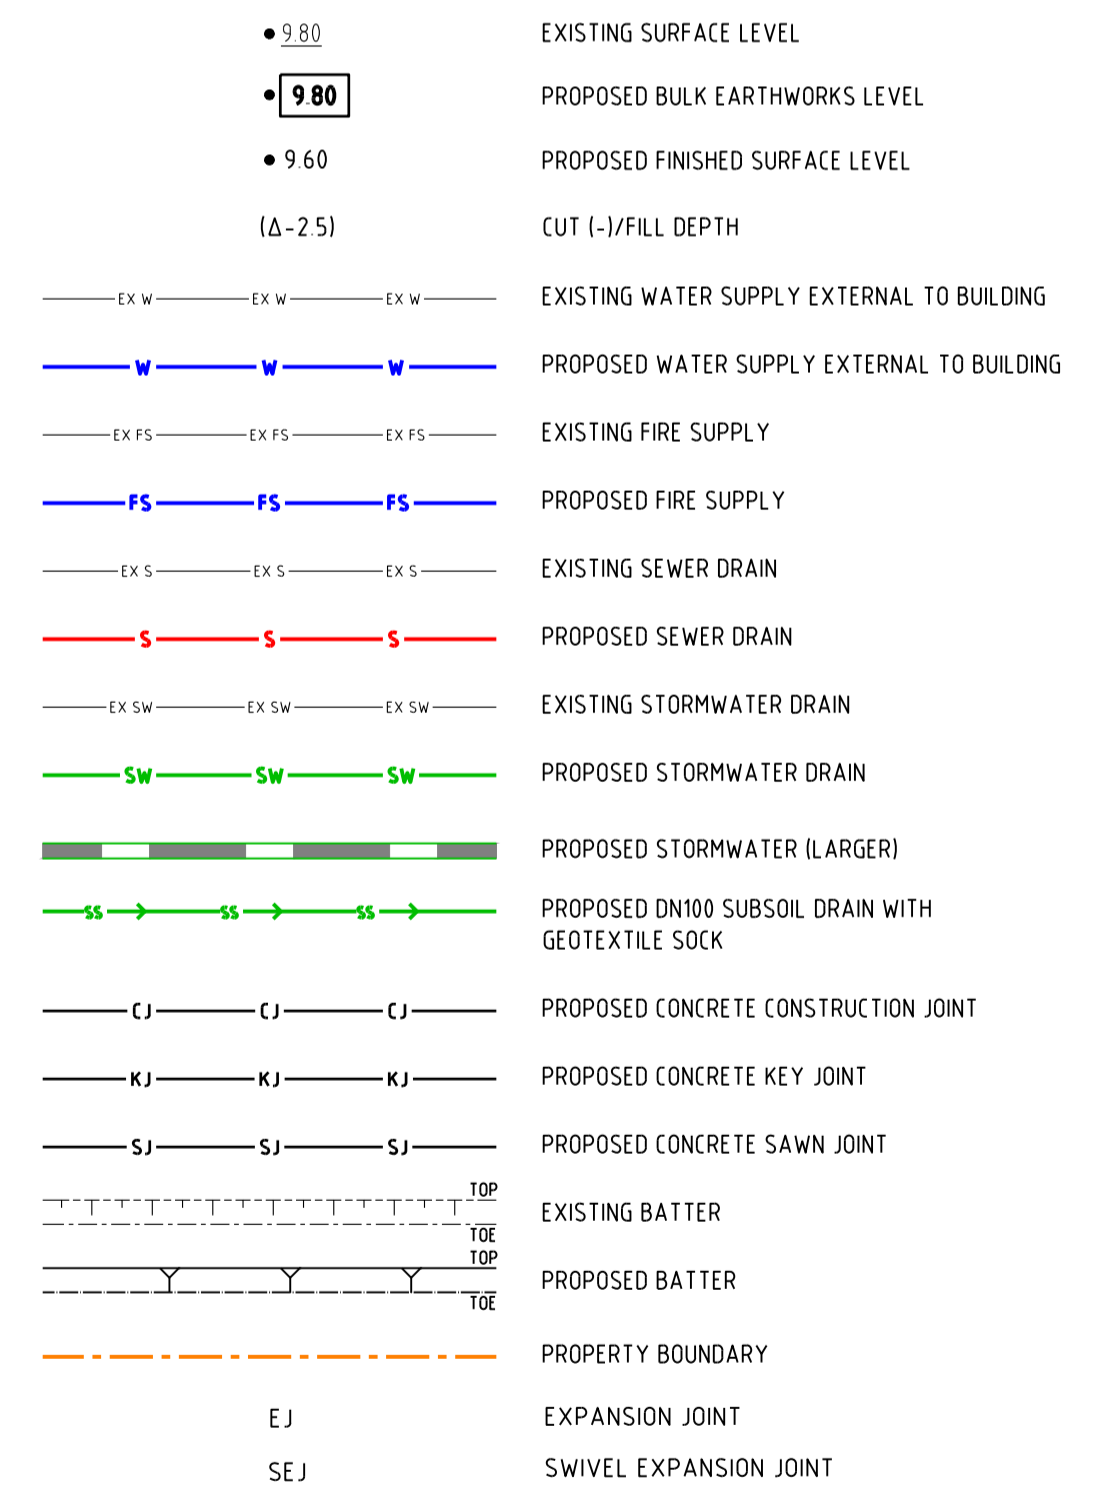 9.80 EXISTING SURFACE LEVEL
9.80 PROPOSED BULK EARTHWORKS LEVEL
9.60 PROPOSED FINISHED SURFACE LEVEL
(Δ-2.5) CUT (-)/FILL DEPTH
EX W EX W EX W EXISTING WATER SUPPLY EXTERNAL TO BUILDING
W W W PROPOSED WATER SUPPLY EXTERNAL TO BUILDING
EX FS EX FS EX FS EXISTING FIRE SUPPLY
FS FS FS PROPOSED FIRE SUPPLY
EX S EX S EX S EXISTING SEWER DRAIN
S S S PROPOSED SEWER DRAIN
EX SW EX SW EX SW EXISTING STORMWATER DRAIN
SW SW SW PROPOSED STORMWATER DRAIN
PROPOSED STORMWATER (LARGER)
SS SS SS PROPOSED DN100 SUBSOIL DRAIN WITH
GEOTEXTILE SOCK
CJ CJ CJ PROPOSED CONCRETE CONSTRUCTION JOINT
KJ KJ KJ PROPOSED CONCRETE KEY JOINT
SJ SJ SJ PROPOSED CONCRETE SAWN JOINT
TOP
EXISTING BATTER
TOE
TOP
PROPOSED BATTER
TOE
PROPERTY BOUNDARY
EJ EXPANSION JOINT
SEJ SWIVEL EXPANSION JOINT